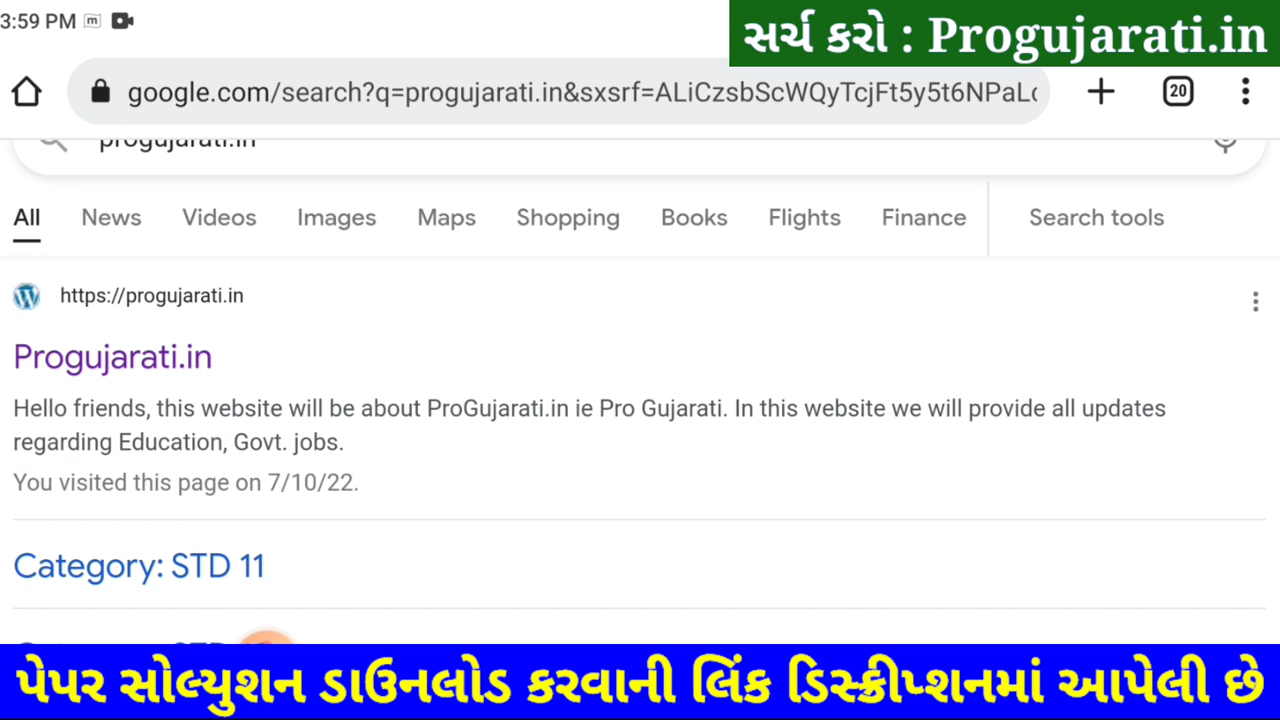 3:59 PM
સર્ચ કરો : Progujarati.in
google.com/search?q=progujarati.in&sxsrf=ALiCzsbScWQyTcjFt5y5t6NPaLc
20
progujarati.in
All News Videos Images Maps Shopping Books Flights Finance Search tools
https://progujarati.in
Progujarati.in
Hello friends, this website will be about ProGujarati.in ie Pro Gujarati. In this website we will provide all updates
regarding Education, Govt. jobs.
You visited this page on 7/10/22.
Category: STD 11
પેપર સોલ્યુશન ડાઉનલોડ કરવાની લિંક ડિસ્ક્રીપ્શનમાં આપેલી છે